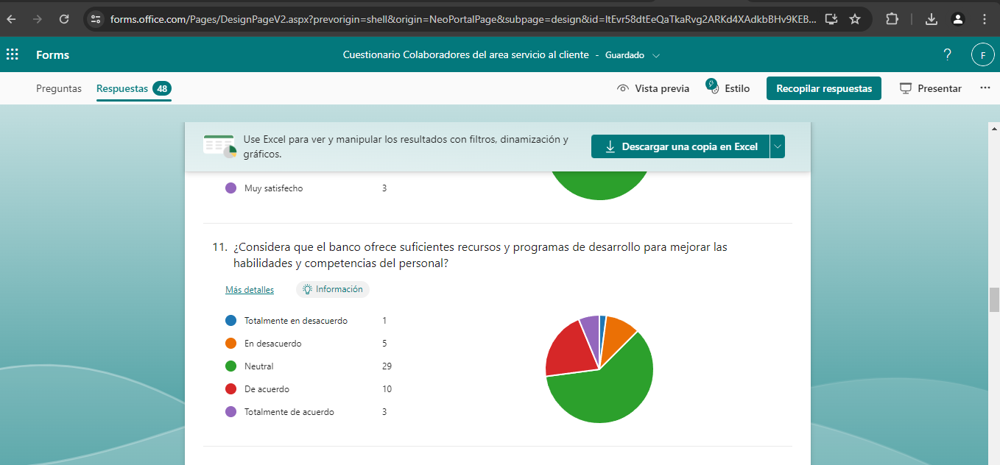 forms.office.com/Pages/DesignPageV2.aspx?prevorigin=shell&origin=NeoPortalPage&subpage=design&id=ItEvr58dtEeQaTkaRvg2ARKd4XAdkbBHv9KEB...
Forms
Cuestionario Colaboradores del area servicio al cliente - Guardado
?
F
Preguntas
Respuestas 48
Vista previa
Estilo
Recopilar respuestas
Presentar
Use Excel para ver y manipular los resultados con filtros, dinamización y
gráficos.
Descargar una copia en Excel
Muy satisfecho 3
11. ¿Considera que el banco ofrece suficientes recursos y programas de desarrollo para mejorar las
habilidades y competencias del personal?
Más detalles
Información
Totalmente en desacuerdo 1
En desacuerdo 5
Neutral 29
De acuerdo 10
Totalmente de acuerdo 3